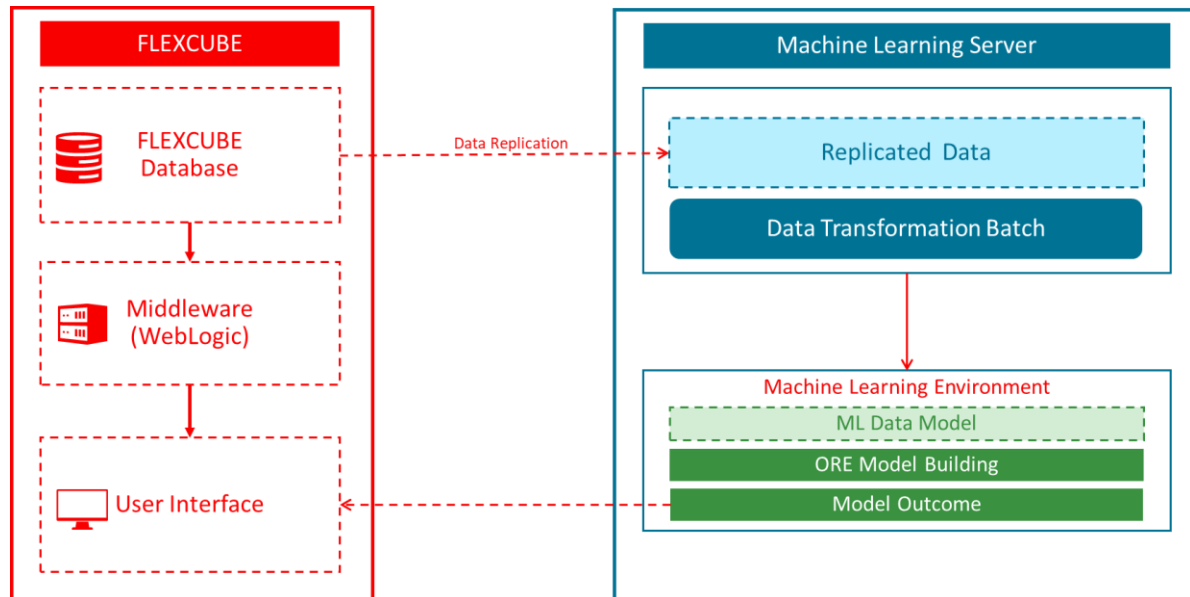 FLEXCUBE
FLEXCUBE
Database
Middleware
(WebLogic)
User Interface
Data Replication
Machine Learning Server
Replicated Data
Data Transformation Batch
Machine Learning Environment
ML Data Model
ORE Model Building
Model Outcome